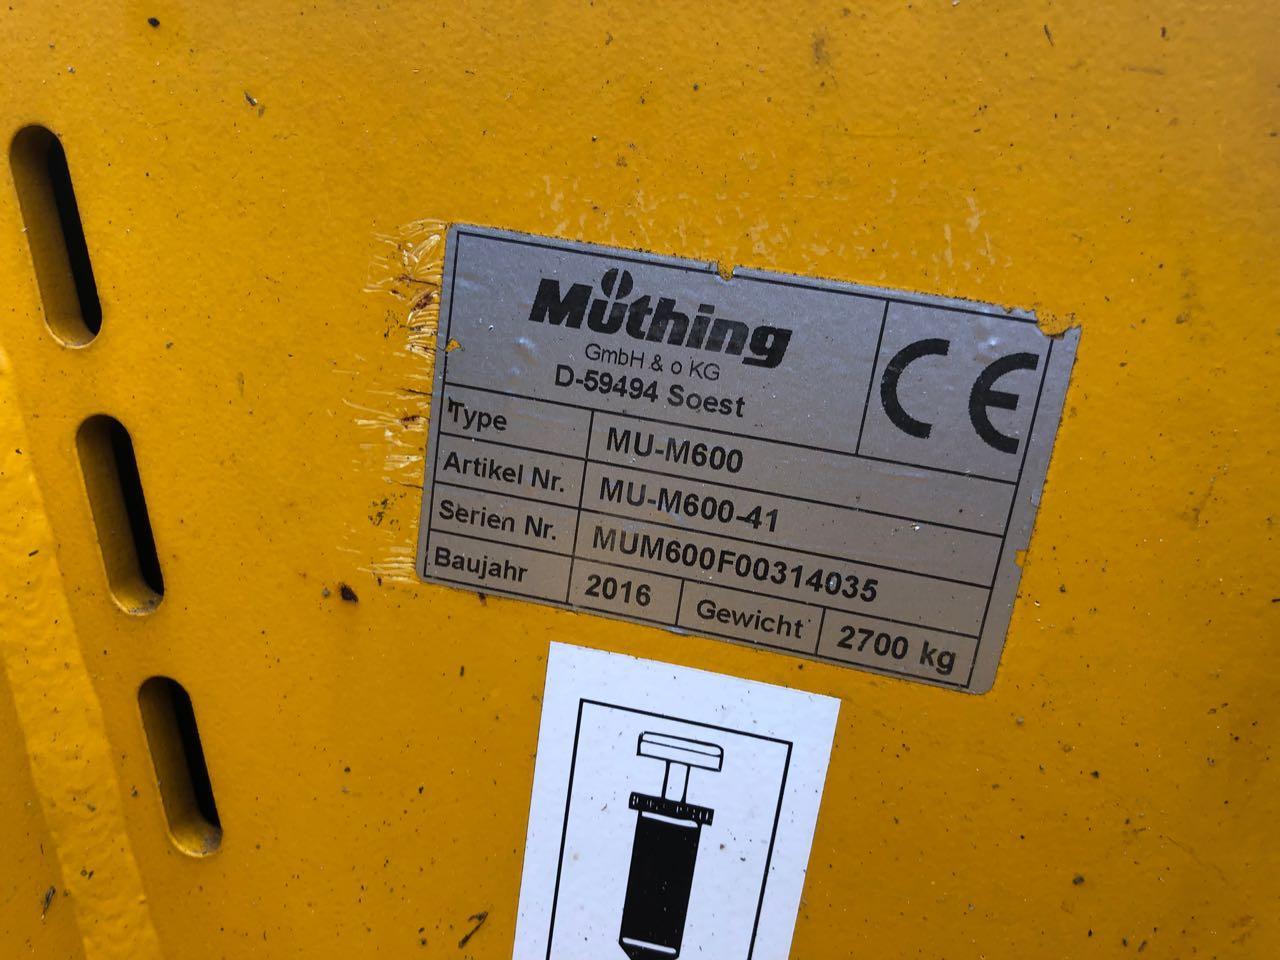 Müthing
GmbH & o KG
D-59494 Soest
CE
Type MU-M600
Artikel Nr. MU-M600-41
Serien Nr. MUM600F00314035
Baujahr 2016 Gewicht 2700 kg